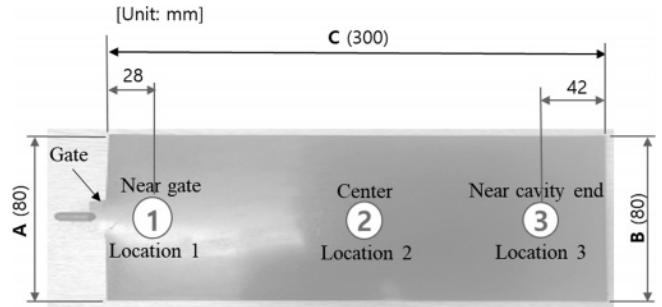 [Unit: mm]
C (300)
28
42
Gate
A (80)
Near gate
1
Location 1
Center
2
Location 2
Near cavity end
3
Location 3
B (80)